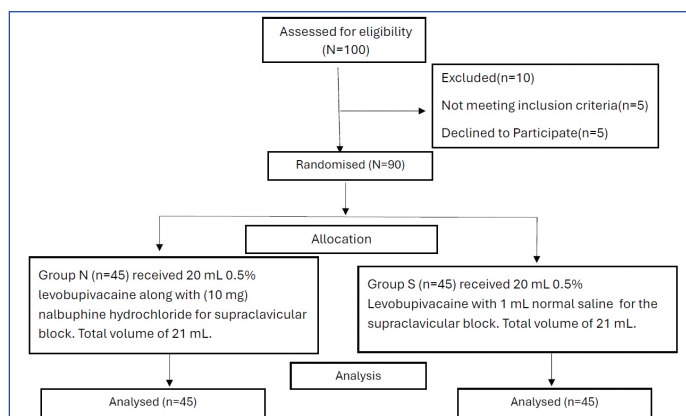 Assessed for eligibility
(N=100)
Excluded(n=10)
Not meeting inclusion criteria(n=5)
Declined to Participate(n=5)
Randomised (N=90)
Allocation
Group N (n=45) received 20 mL 0.5%
levobupivacaine along with (10 mg)
nalbuphine hydrochloride for supraclavicular
block. Total volume of 21 mL.
Group S (n=45) received 20 mL 0.5%
Levobupivacaine with 1 mL normal saline for the
supraclavicular block. Total volume of 21 mL.
Analysis
Analysed (n=45)
Analysed (n=45)